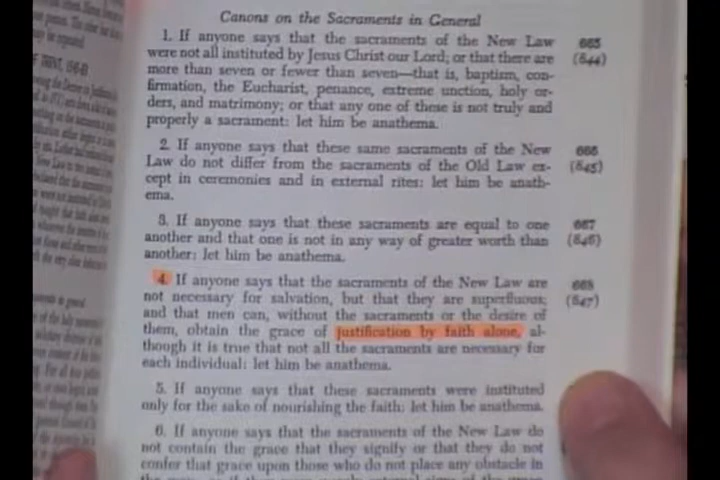 Canons on the Sacraments in General
1. If anyone says that the sacraments of the New Law
were not all instituted by Jesus Christ our Lord; or that there are
more than seven or fewer than seven—that is, baptism, con-
firmation, the Eucharist, penance, extreme unction, holy or-
ders, and matrimony; or that any one of these is not truly and
properly a sacrament: let him be anathema.
665
(844)
2. If anyone says that these same sacraments of the New
Law do not differ from the sacraments of the Old Law ex-
cept in ceremonies and in external rites: let him be anath-
ema.
666
(845)
3. If anyone says that these sacraments are equal to one
another and that one is not in any way of greater worth than
another: let him be anathema.
667
(846)
4. If anyone says that the sacraments of the New Law are
not necessary for salvation, but that they are superfluous;
and that men can, without the sacraments or the desire of
them, obtain the grace of justification by faith alone, al-
though it is true that not all the sacraments are necessary for
each individual: let him be anathema.
668
(847)
5. If anyone says that these sacraments were instituted
only for the sake of nourishing the faith: let him be anathema.
6. If anyone says that the sacraments of the New Law do
not contain the grace that they signify or that they do not
confer that grace upon those who do not place any obstacle in